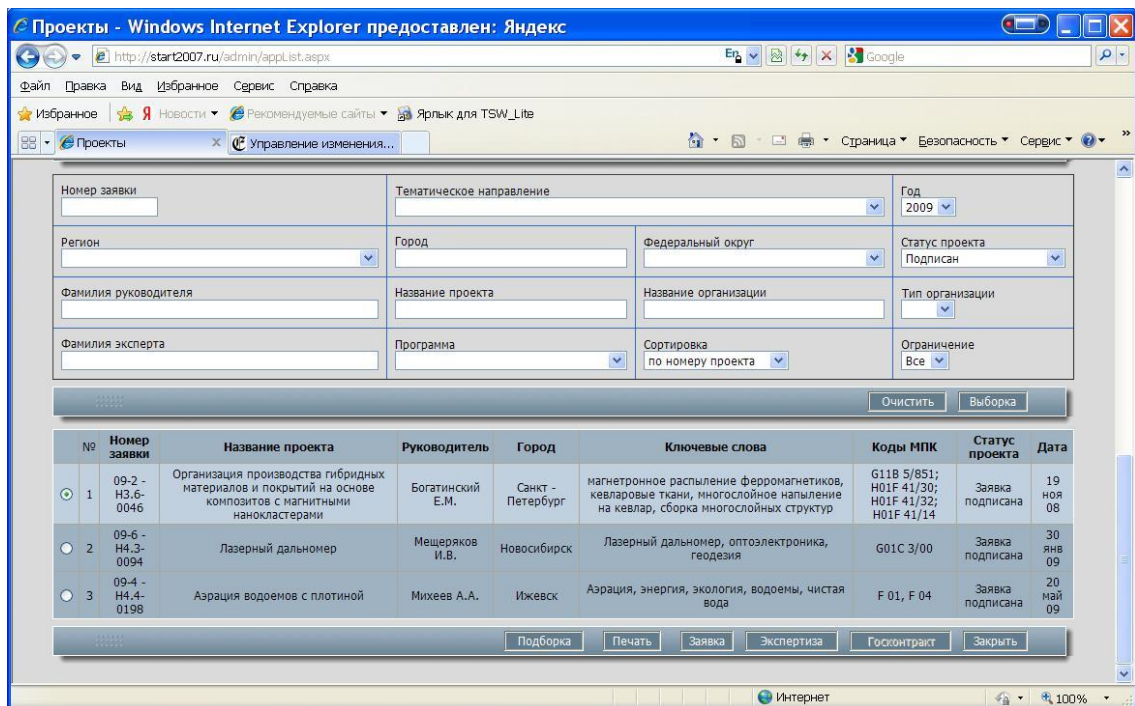 Проекты - Windows Internet Explorer предоставлен: Яндекс
http://start2007.ru/admin/appList.aspx
En
Google
Файл Правка Вид Избранное Сервис Справка
Избранное Я Новости Рекомендуемые сайты Ярлык для TSW_Lite
Проекты X Управление изменения... Страница Безопасность Сервис »
Номер заявки Тематическое направление Год
2009
Регион Город Федеральный округ Статус проекта
Подписан
Фамилия руководителя Название проекта Название организации Тип организации
Фамилия эксперта Программа Сортировка Ограничение
по номеру проекта Все
Очистить Выборка
№ Номер заявки Название проекта Руководитель Город Ключевые слова Коды МПК Статус проекта Дата
1 09-2 - Н3.6-0046 Организация производства гибридных материалов и покрытий на основе композитов с магнитными нанокластерами Богатинский Е.М. Санкт - Петербург магнетронное распыление ферромагнетиков, кевларовые ткани, многослойное напыление на кевлар, сборка многослойных структур G11B 5/851; H01F 41/30; H01F 41/32; H01F 41/14 Заявка подписана 19 ноя 08
2 09-6 - Н4.3-0094 Лазерный дальномер Мещеряков И.В. Новосибирск Лазерный дальномер, оптоэлектроника, геодезия G01C 3/00 Заявка подписана 30 янв 09
3 09-4 - Н4.4-0198 Аэрация водоемов с плотиной Михеев А.А. Ижевск Аэрация, энергия, экология, водоемы, чистая вода F 01, F 04 Заявка подписана 20 май 09
Подборка Печать Заявка Экспертиза Госконтракт Закрыть
Интернет 100%